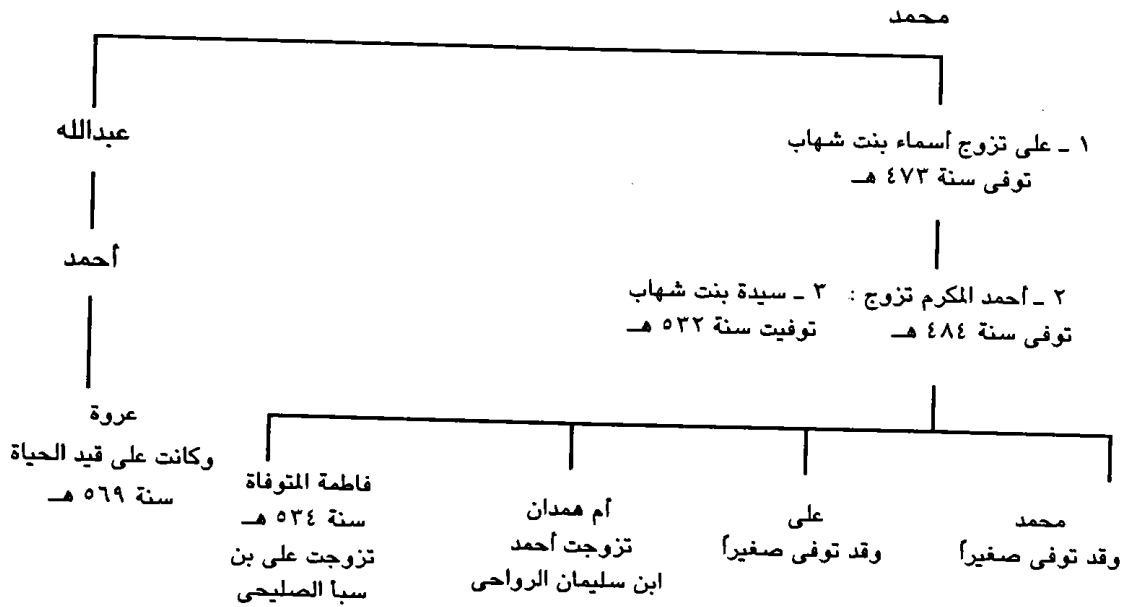 محمد
١ ـ على تزوج أسماء بنت شهاب
توفى سنة ٤٧٣ هـ
عبدالله
أحمد
٢ ـ أحمد المكرم تزوج : ٣ ـ سيدة بنت شهاب
توفى سنة ٤٨٤ هـ توفيت سنة ٥٣٢ هـ
محمد
وقد توفى صغيراً
على
وقد توفى صغيراً
أم همدان
تزوجت أحمد
ابن سليمان الرواحى
فاطمة المتوفاة
سنة ٥٣٤ هـ
تزوجت على بن
سبأ الصليحى
عروة
وكانت على قيد الحياة
سنة ٥٦٩ هـ